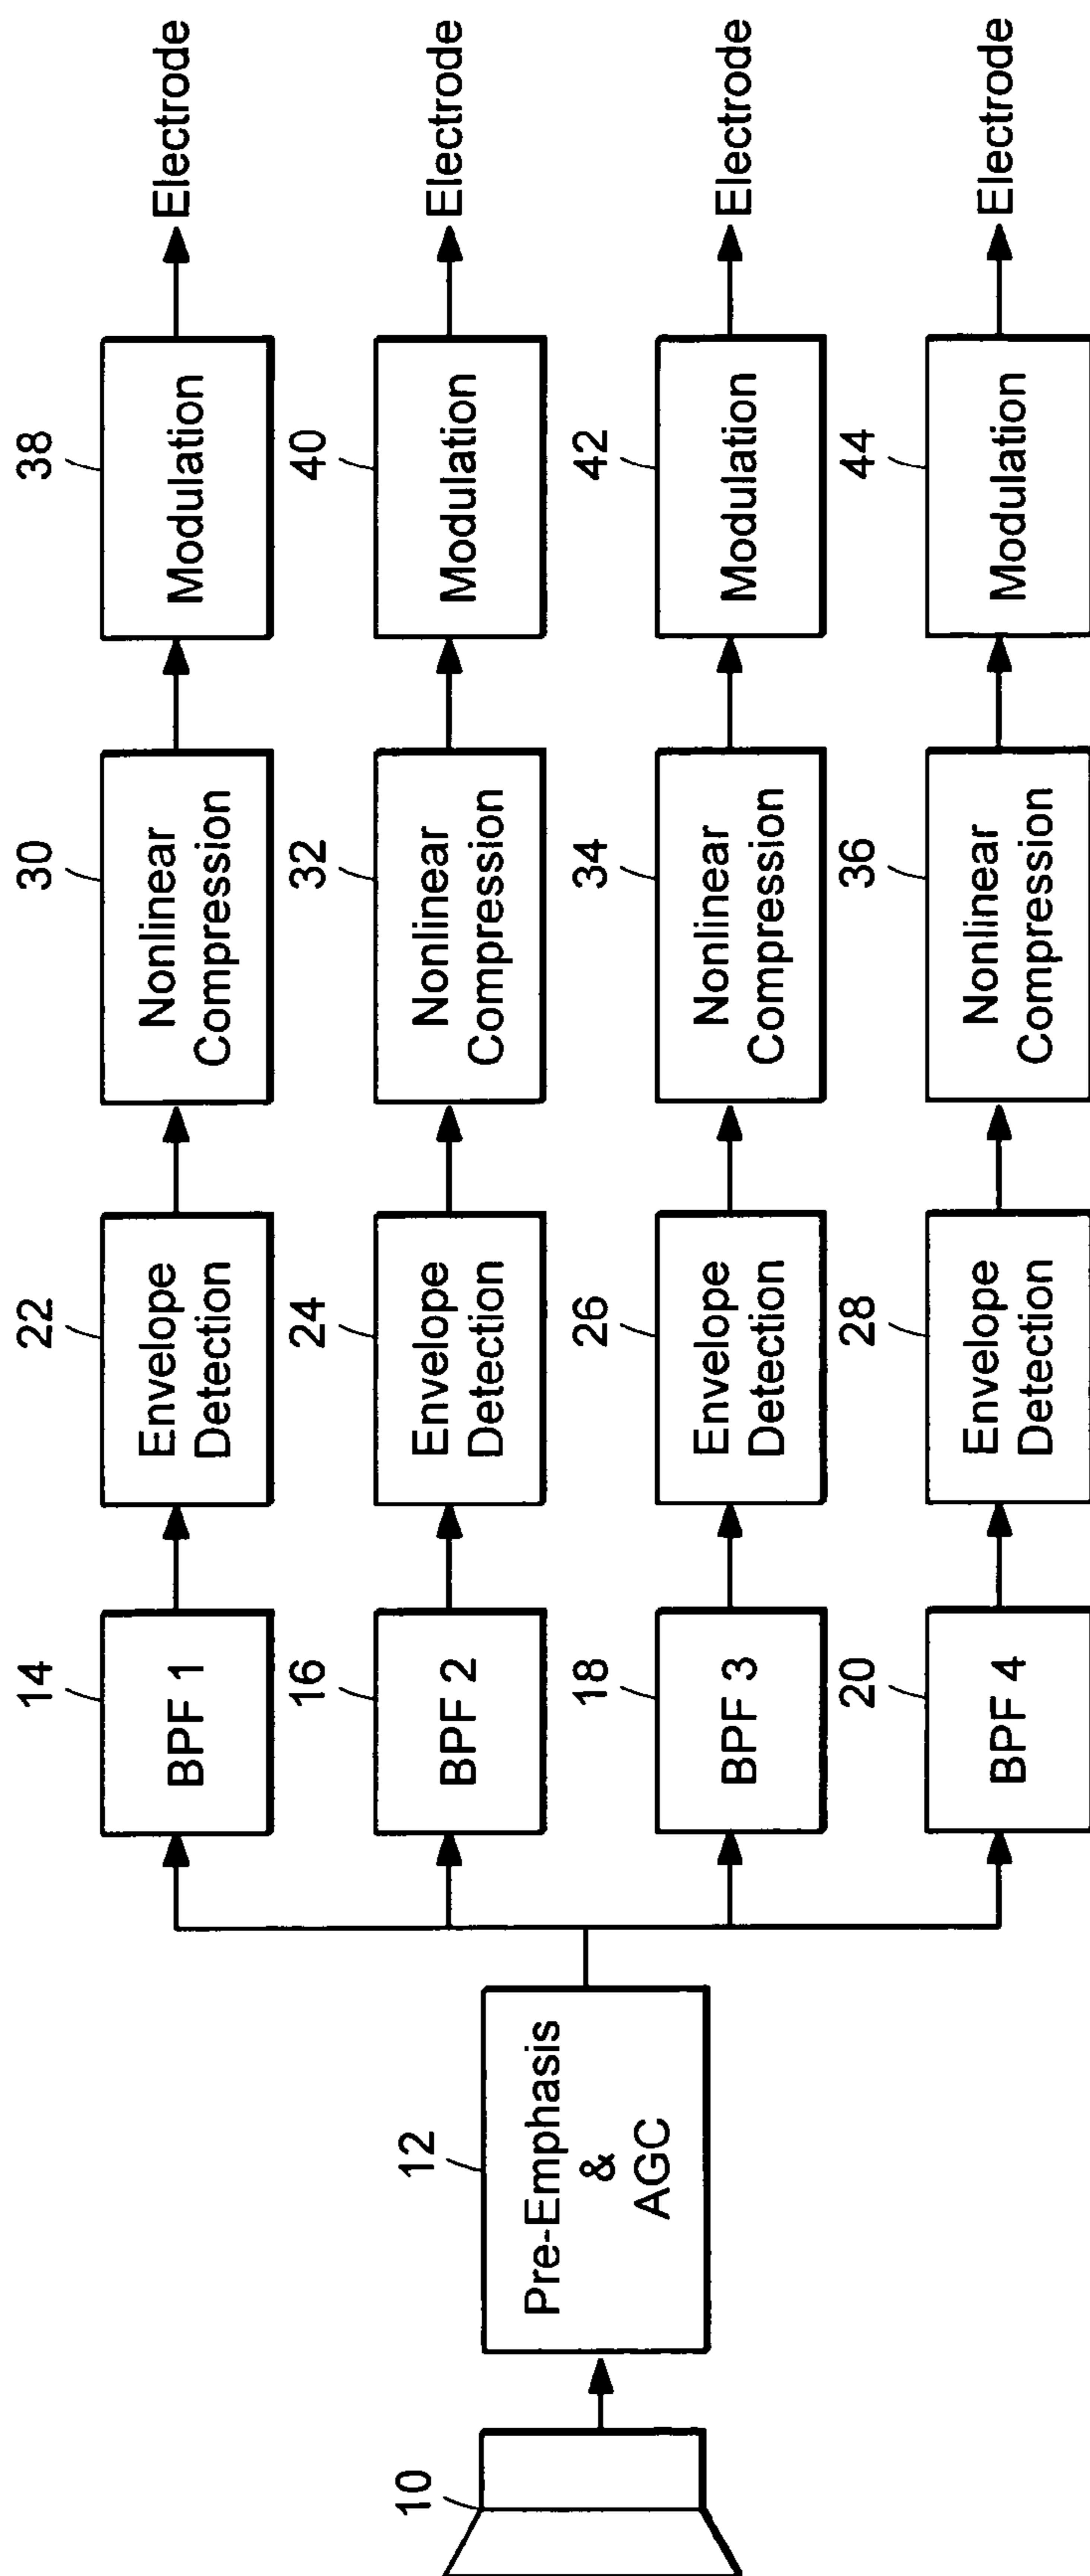 10
12
Pre-Emphasis
&
AGC
14
BPF 1
22
Envelope
Detection
30
Nonlinear
Compression
38
Modulation
Electrode
16
BPF 2
24
Envelope
Detection
32
Nonlinear
Compression
40
Modulation
Electrode
18
BPF 3
26
Envelope
Detection
34
Nonlinear
Compression
42
Modulation
Electrode
20
BPF 4
28
Envelope
Detection
36
Nonlinear
Compression
44
Modulation
Electrode